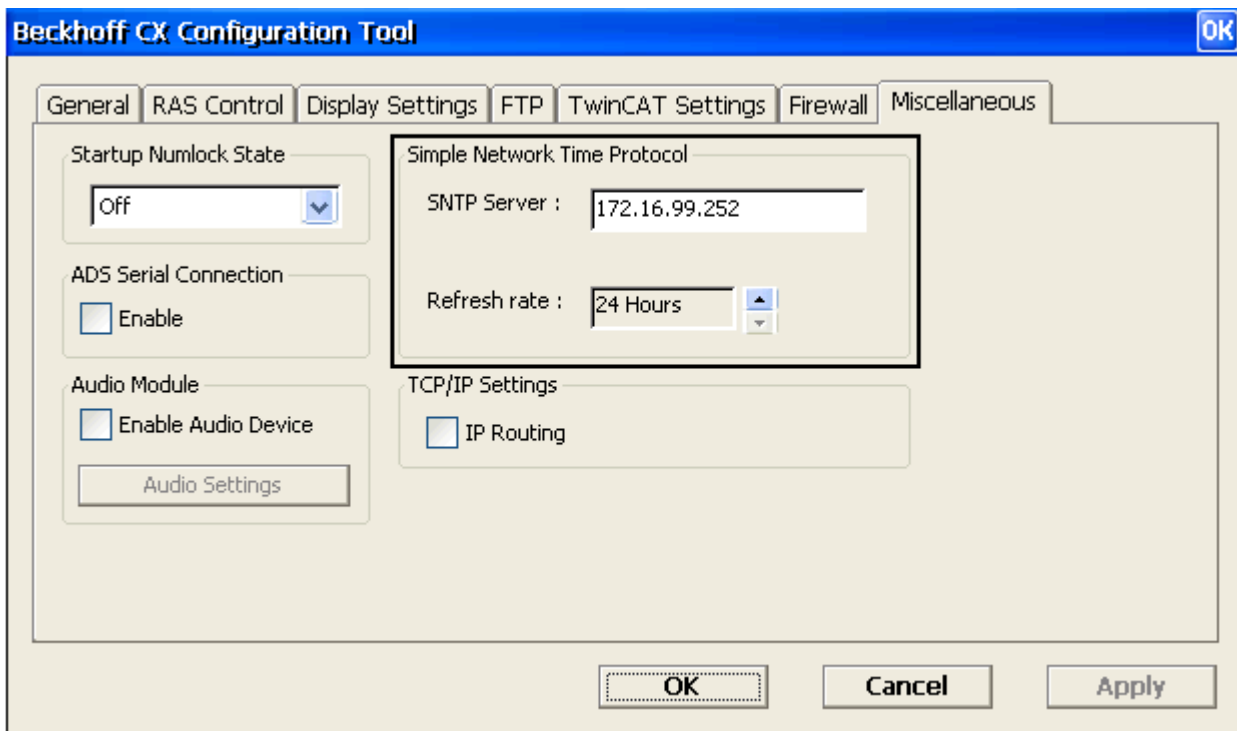 Beckhoff CX Configuration Tool OK
General RAS Control Display Settings FTP TwinCAT Settings Firewall Miscellaneous
Startup Numlock State
Off
ADS Serial Connection
Enable
Audio Module
Enable Audio Device
Audio Settings
Simple Network Time Protocol
SNTP Server : 172.16.99.252
Refresh rate : 24 Hours
TCP/IP Settings
IP Routing
OK Cancel Apply